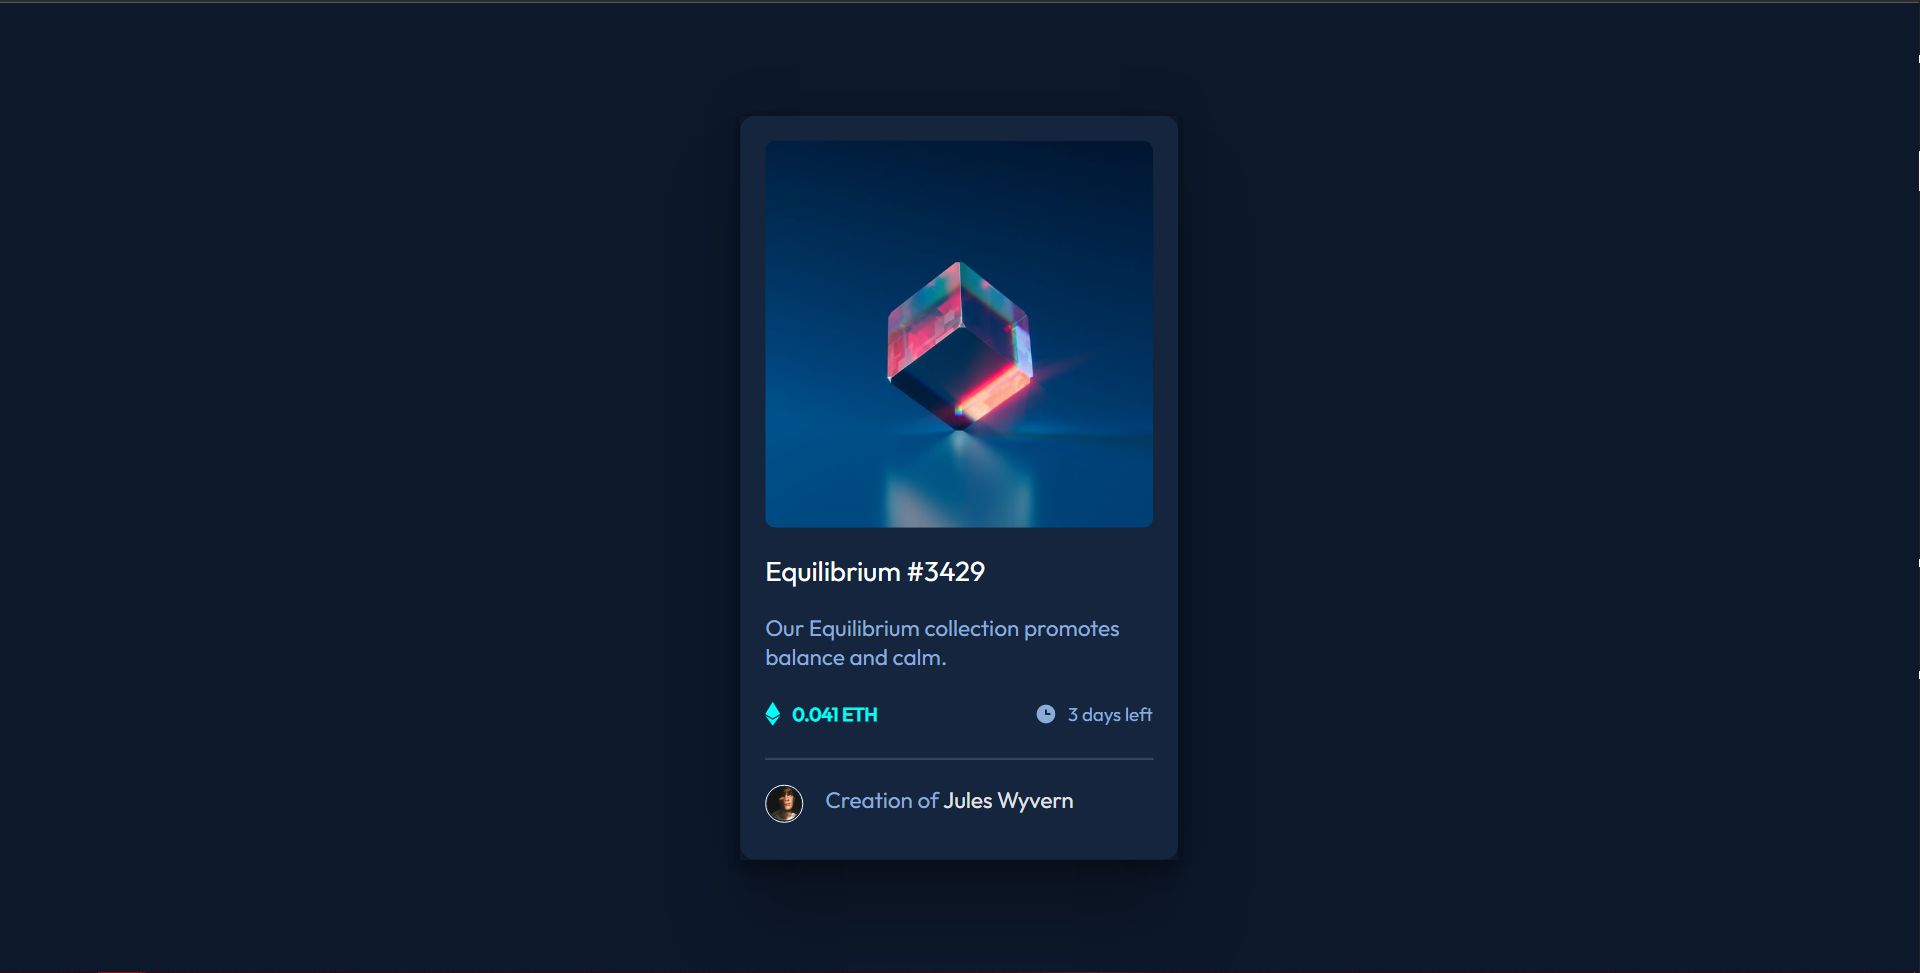 Equilibrium #3429
Our Equilibrium collection promotes
balance and calm.
0.041 ETH
3 days left
Creation of Jules Wyvern